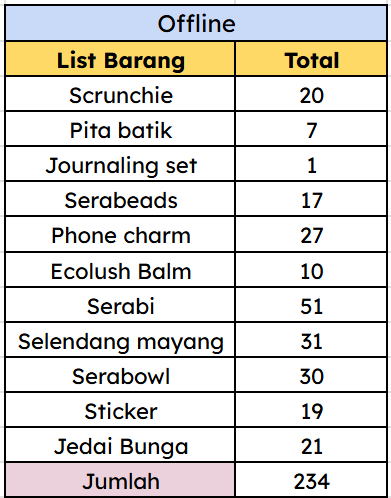 Offline
List Barang Total
Scrunchie 20
Pita batik 7
Journaling set 1
Serabeads 17
Phone charm 27
Ecolush Balm 10
Serabi 51
Selendang mayang 31
Serabowl 30
Sticker 19
Jedai Bunga 21
Jumlah 234